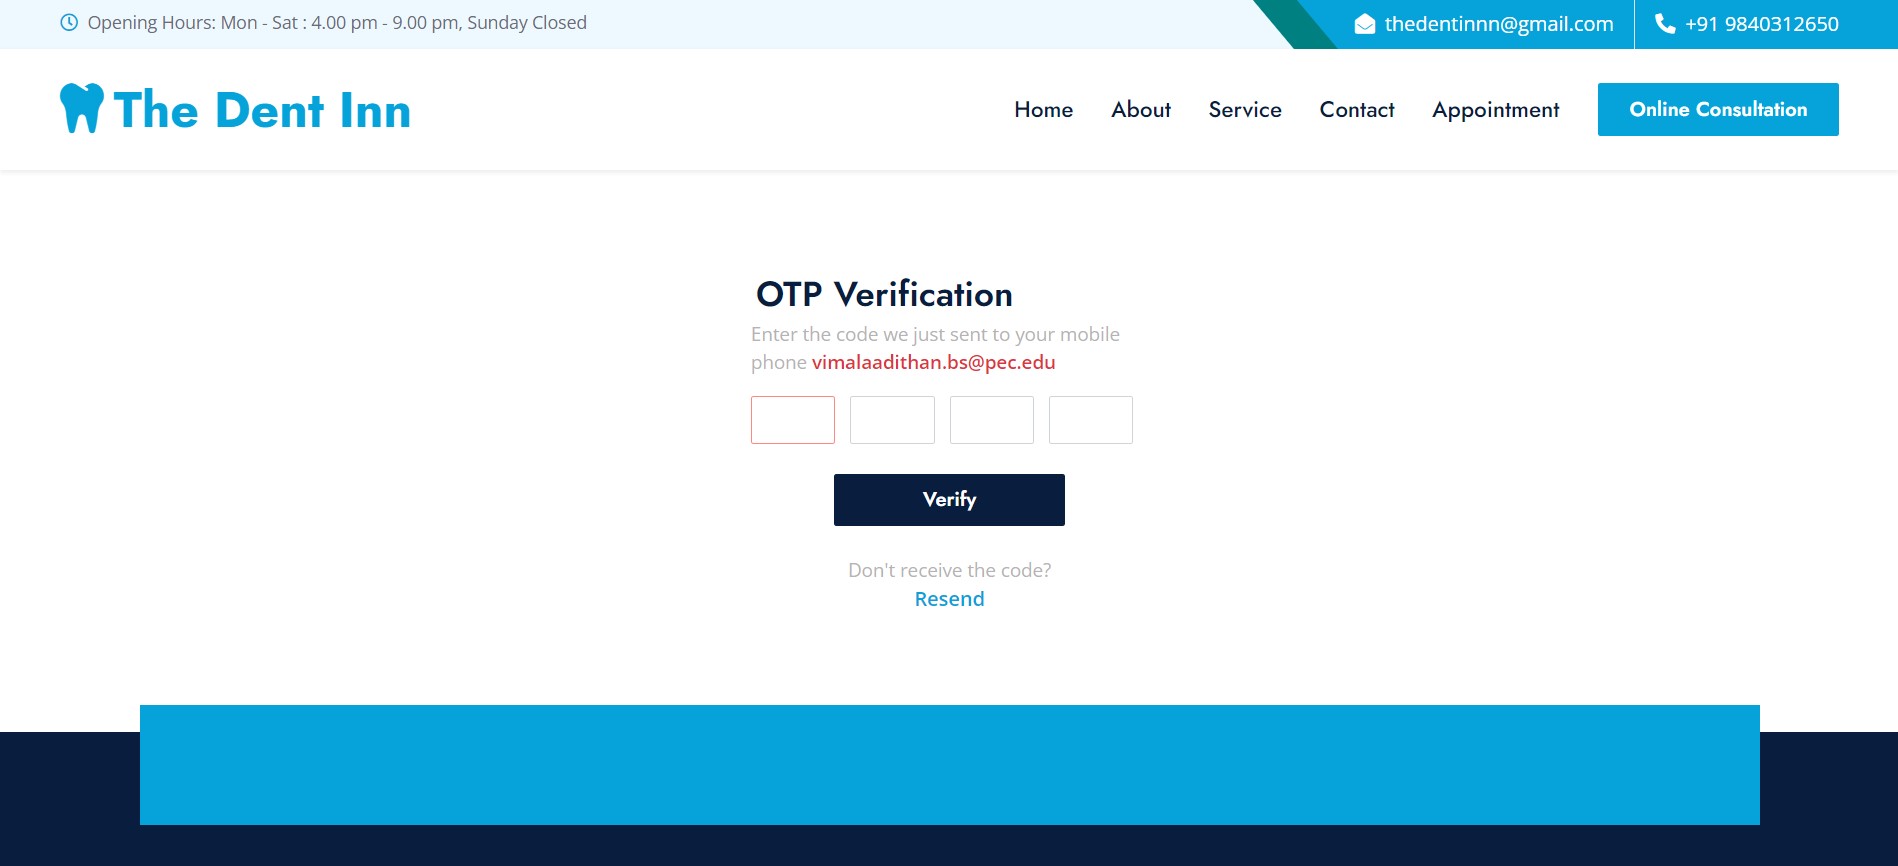 Opening Hours: Mon - Sat : 4.00 pm - 9.00 pm, Sunday Closed
thedentinnn@gmail.com
+91 9840312650
The Dent Inn
Home About Service Contact Appointment Online Consultation
OTP Verification
Enter the code we just sent to your mobile
phone vimalaadithan.bs@pec.edu
Verify
Don't receive the code?
Resend